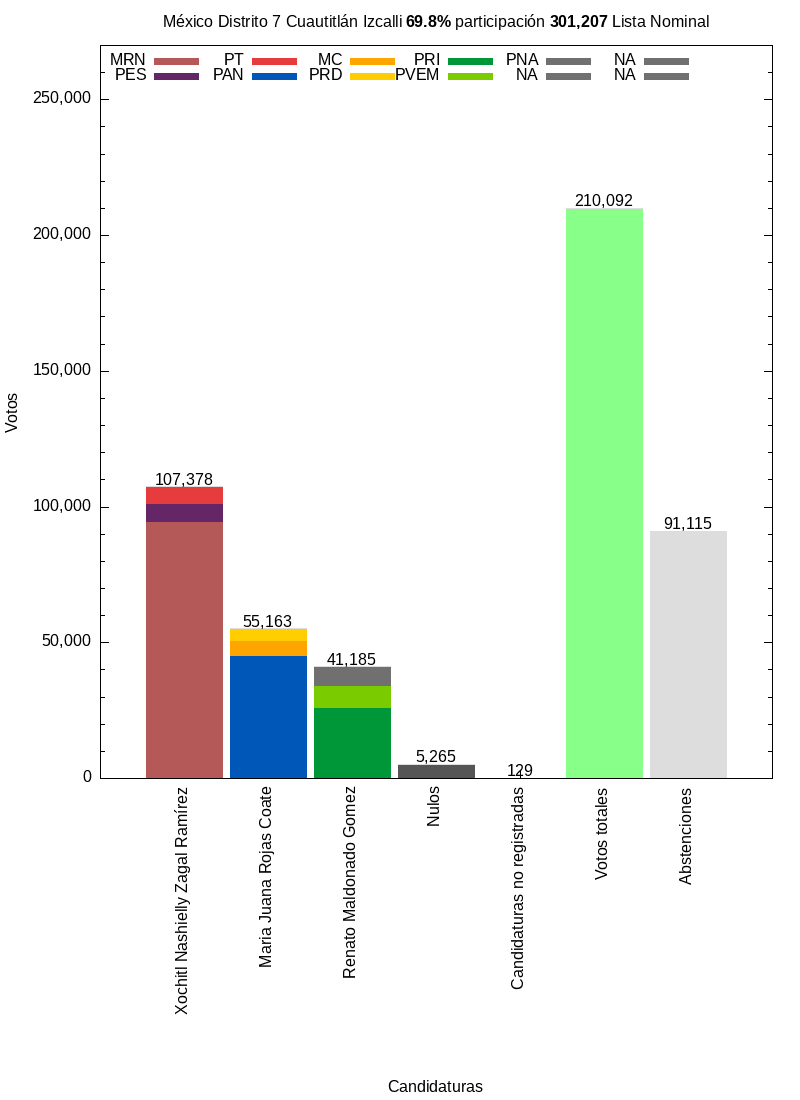 México Distrito 7 Cuautitlán Izcalli 69.8% participación 301,207 Lista Nominal
MRN PT MC PRI PNA NA
PES PAN PRD PVEM NA NA
250,000
200,000
150,000
100,000
50,000
0
Votos
107,378
55,163
41,185
5,265
129
210,092
91,115
Xochitl Nashielly Zagal Ramírez
Maria Juana Rojas Coate
Renato Maldonado Gomez
Nulos
Candidaturas no registradas
Votos totales
Abstenciones
Candidaturas